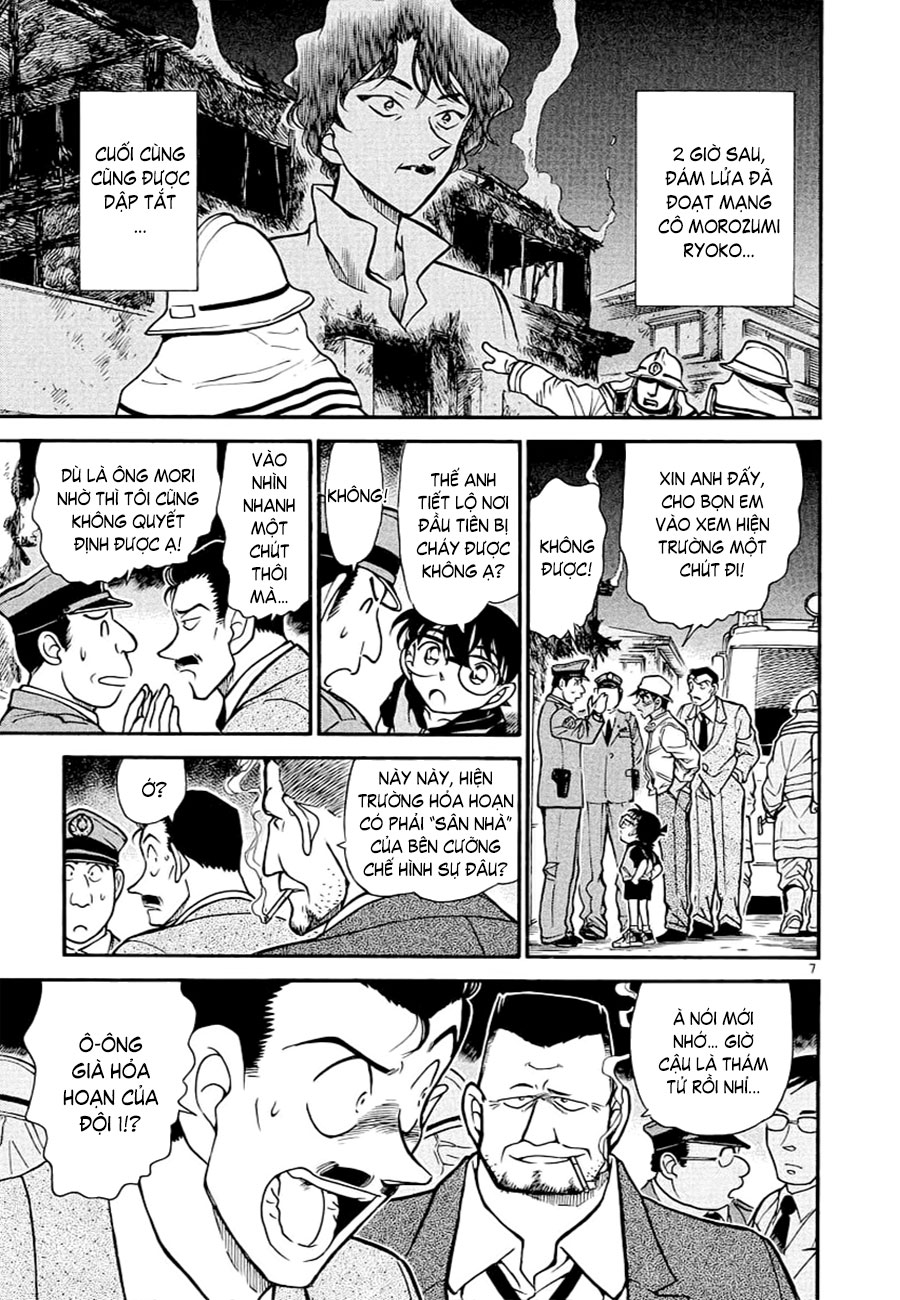 2 GIỜ SAU,
ĐÁM LỬA ĐÃ
ĐOẠT MẠNG
CÔ MOROZUMI
RYOKO...
CUỐI CÙNG
CŨNG ĐƯỢC
DẬP TẮT
...
XIN ANH ĐẤY,
CHO BỌN EM
VÀO XEM HIỆN
TRƯỜNG MỘT
CHÚT ĐI!
KHÔNG
ĐƯỢC!
THẾ ANH
TIẾT LỘ NƠI
ĐẦU TIÊN BỊ
CHÁY ĐƯỢC
KHÔNG Ạ?
KHÔNG!
VÀO
NHÌN
NHANH
MỘT
CHÚT
THÔI
MÀ...
DÙ LÀ ÔNG MORI
NHỜ THÌ TÔI CŨNG
KHÔNG QUYẾT
ĐỊNH ĐƯỢC Ạ!
NÀY NÀY, HIỆN
TRƯỜNG HỎA HOẠN
CÓ PHẢI “SÂN NHÀ”
CỦA BÊN CƯỠNG
CHẾ HÌNH SỰ ĐÂU?
Ớ?
7
À NÓI MỚI
NHỚ... GIỜ
CẬU LÀ THÁM
TỬ RỒI NHỈ...
Ô-ÔNG
GIÀ HỎA
HOẠN CỦA
ĐỘI 1!?